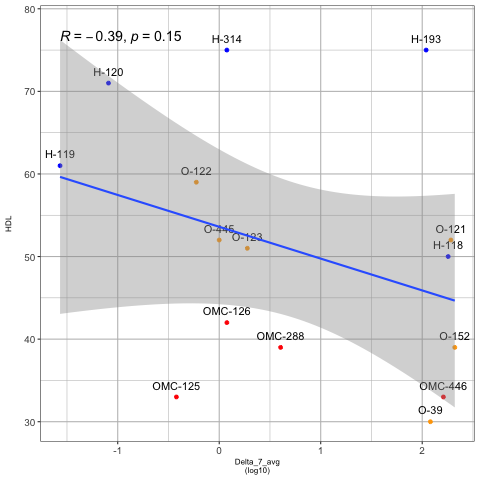 80
R = −0.39, p = 0.15
H-314
H-193
H-120
70
H-119
O-122
60
O-445
O-123
O-121
H-118
50
HDL
OMC-126
OMC-288
O-152
40
OMC-125
OMC-446
O-39
30
-1
0
1
2
Delta_7_avg
(log10)